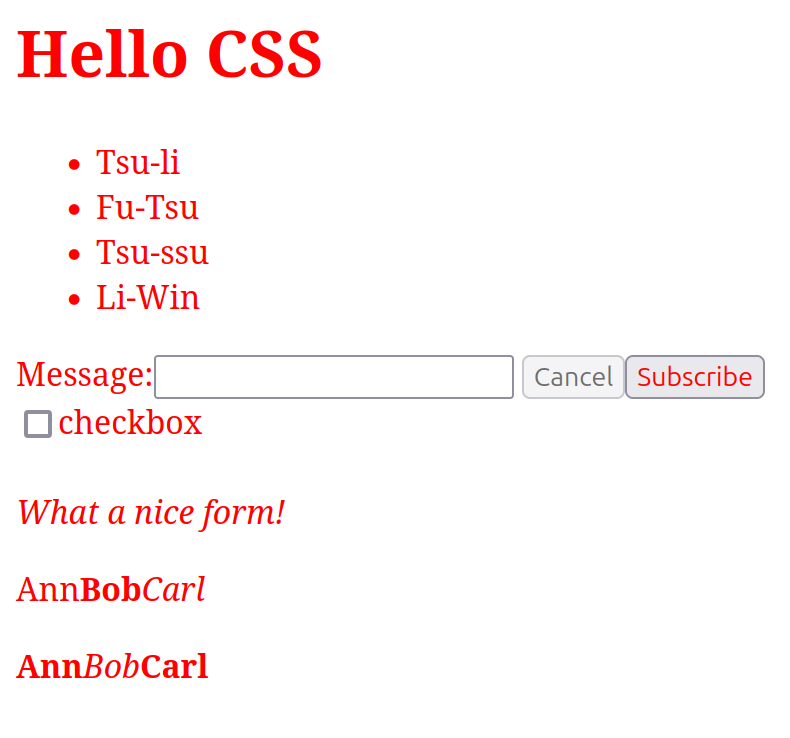 Hello CSS
• Tsu-li
• Fu-Tsu
• Tsu-ssu
• Li-Win
Message: Cancel Subscribe
checkbox
What a nice form!
AnnBobCarl
AnnBobCarl